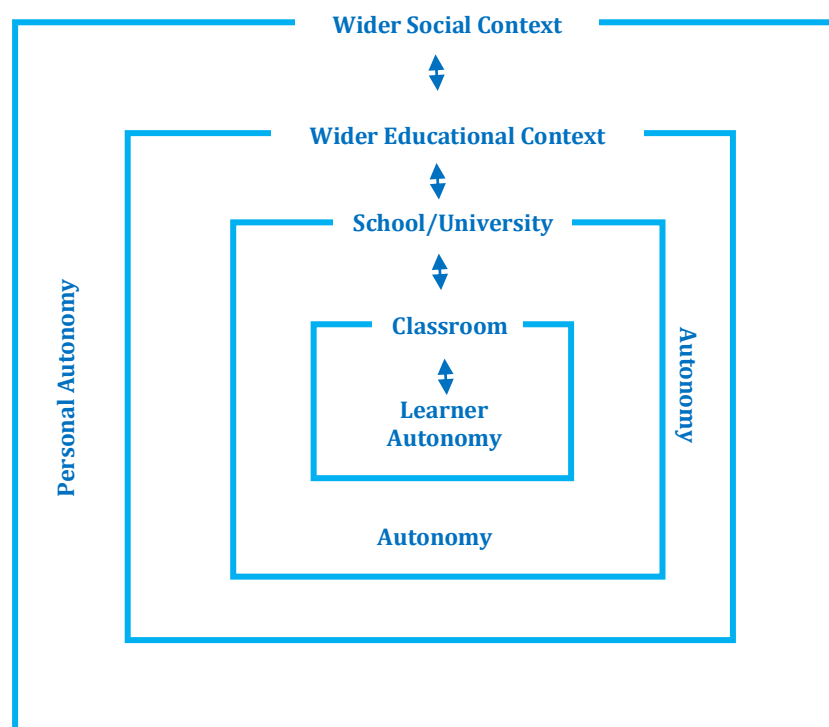 Wider Social Context
Wider Educational Context
School/University
Personal Autonomy
Classroom
Autonomy
Learner
Autonomy
Autonomy